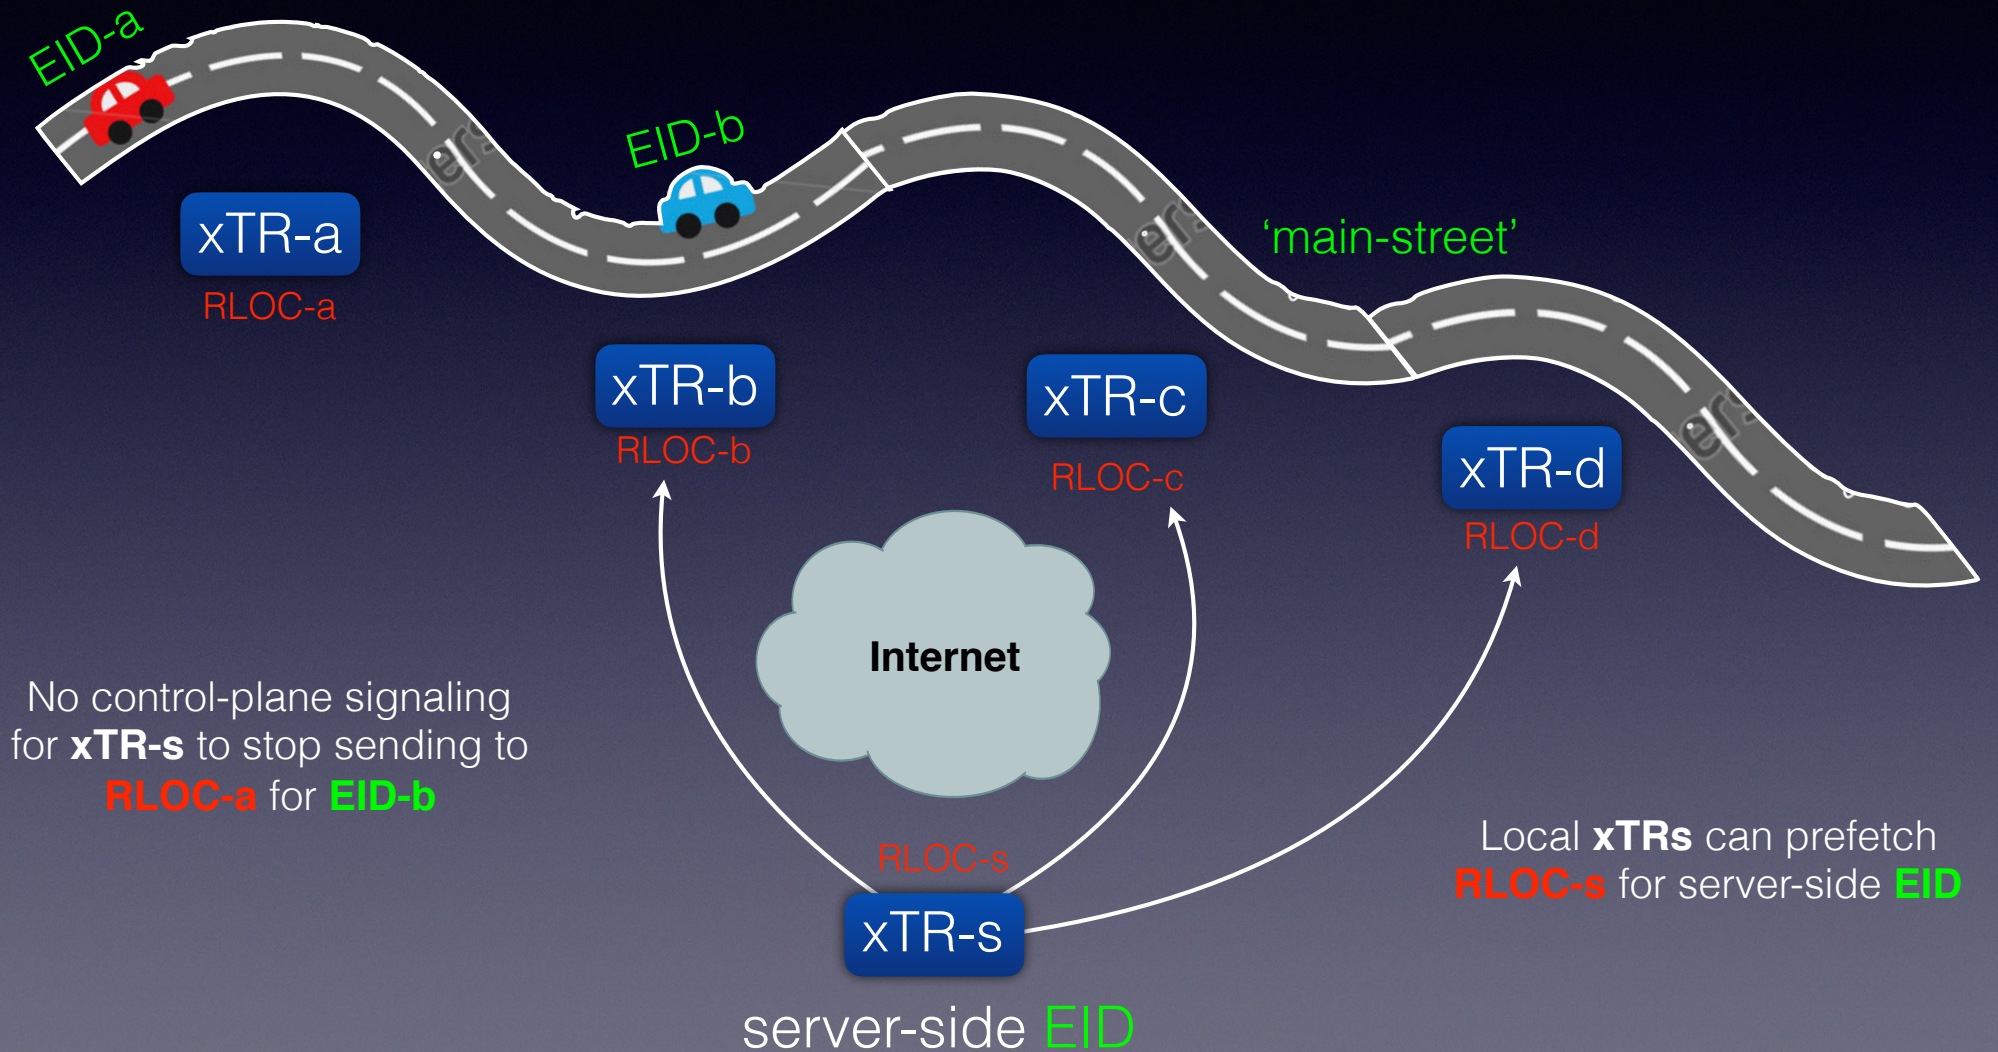 EID-a
EID-b
'main-street'
xTR-a
RLOC-a
xTR-b
RLOC-b
xTR-c
RLOC-c
xTR-d
RLOC-d
Internet
No control-plane signaling
for xTR-s to stop sending to
RLOC-a for EID-b
Local xTRs can prefetch
RLOC-s for server-side EID
RLOC-s
xTR-s
server-side EID